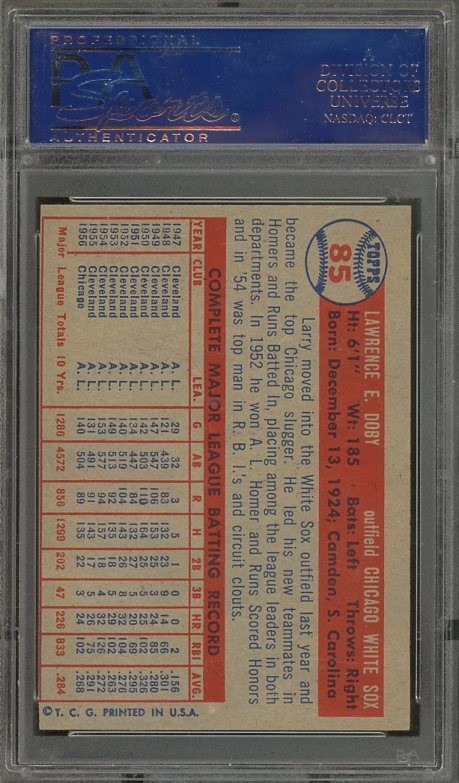 PROFESSIONAL
PSA
Sports
AUTHENTICATOR
A
DIVISION OF
COLLECTORS
UNIVERSE
NASDAQ: CLCT
TOPPS
85
LAWRENCE E. DOBY outfield CHICAGO WHITE SOX
Ht: 6'1" Wt: 185 Bats: Left Throws: Right
Born: December 13, 1924; Camden, S. Carolina
Larry moved into the White Sox outfield last year and
became the top Chicago slugger. He led his new teammates in
Homers and Runs Batted In, placing among the league leaders in both
departments. In 1952 he won A. L. Homer and Runs Scored Honors
and in '54 was top man in R. B. I.'s and circuit clouts.
COMPLETE MAJOR LEAGUE BATTING RECORD
YEAR CLUB LEA. G AB R H 2B 3B HR RBI AVG.
1947 Cleveland A. L. 29 32 3 5 1 0 0 2 .156
1948 Cleveland A. L. 121 439 83 132 23 9 14 66 .301
1949 Cleveland A. L. 147 547 106 153 25 3 24 85 .280
1950 Cleveland A. L. 142 503 110 164 25 5 25 102 .326
1951 Cleveland A. L. 134 447 84 132 27 5 20 69 .295
1952 Cleveland A. L. 140 519 104 143 26 8 32 104 .276
1953 Cleveland A. L. 149 513 92 135 18 5 29 102 .263
1954 Cleveland A. L. 153 577 94 157 18 4 32 126 .272
1955 Cleveland A. L. 131 491 91 143 17 5 26 75 .291
1956 Chicago A. L. 140 504 89 135 22 3 24 102 .268
Major League Totals 10 Yrs. 1286 4572 856 1299 202 47 226 833 .284
© T. C. G. PRINTED IN U.S.A.
PSA